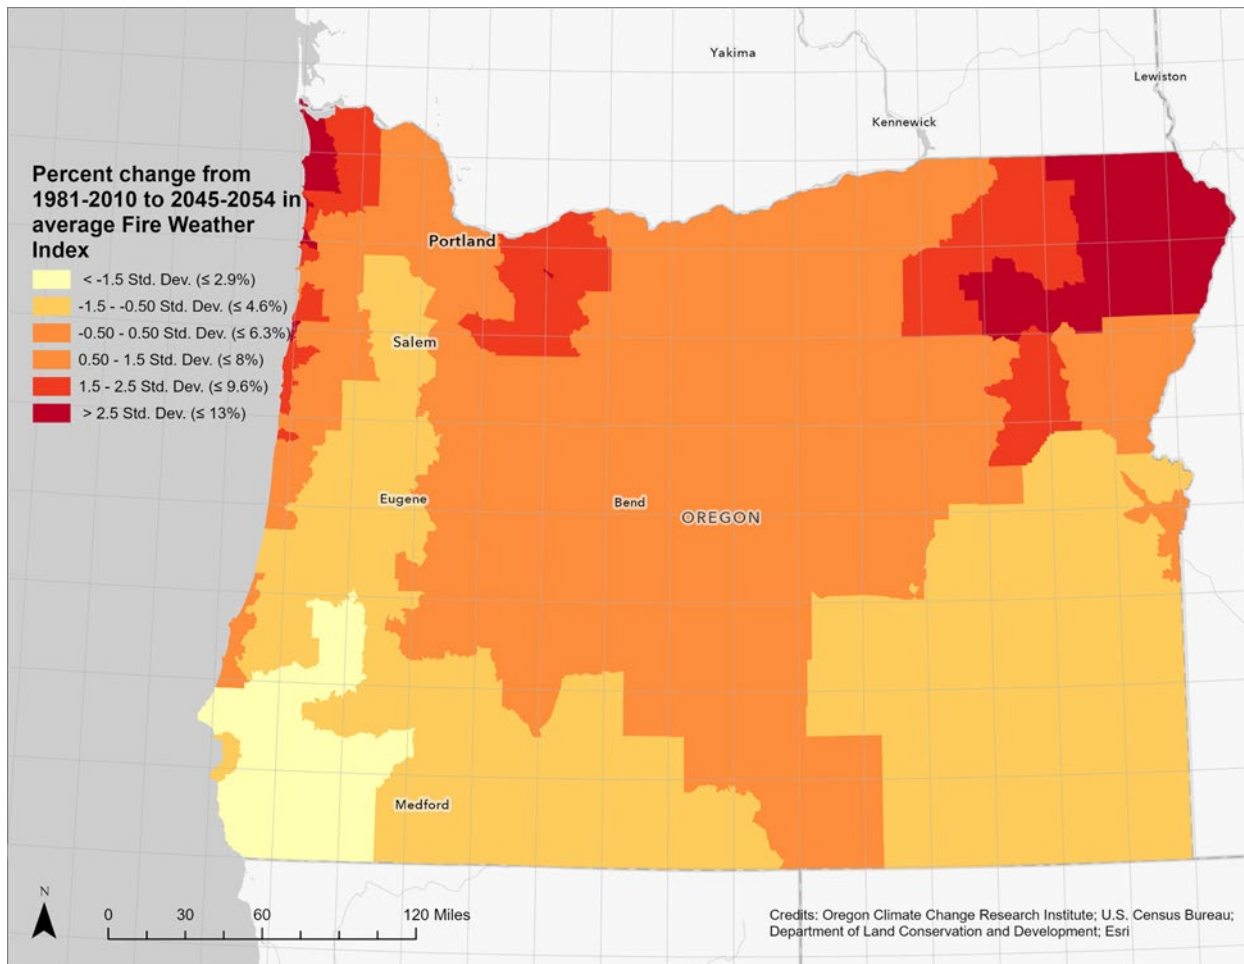 Yakima
Lewiston
Kennewick
Percent change from
1981-2010 to 2045-2054 in
average Fire Weather
Index
< -1.5 Std. Dev. (≤ 2.9%)
-1.5 - -0.50 Std. Dev. (≤ 4.6%)
-0.50 - 0.50 Std. Dev. (≤ 6.3%)
0.50 - 1.5 Std. Dev. (≤ 8%)
1.5 - 2.5 Std. Dev. (≤ 9.6%)
> 2.5 Std. Dev. (≤ 13%)
Portland
Salem
Eugene
Bend
OREGON
Medford
N
0 30 60 120 Miles
Credits: Oregon Climate Change Research Institute; U.S. Census Bureau;
Department of Land Conservation and Development; Esri